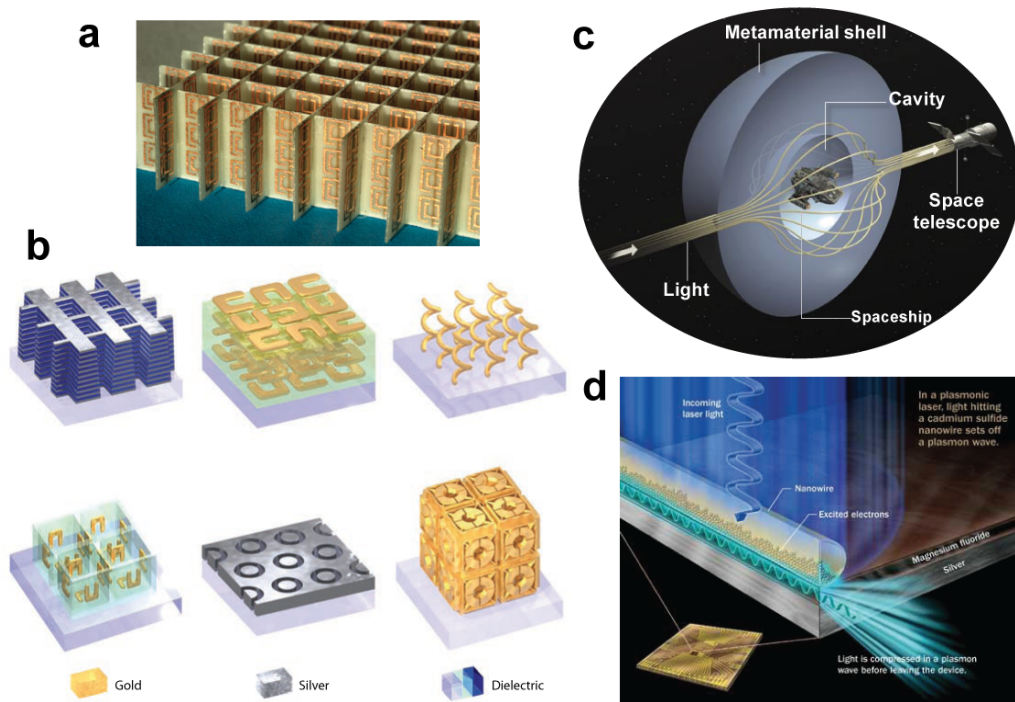 a
b
Gold
Silver
Dielectric
c
Metamaterial shell
Cavity
Space
telescope
Light
Spaceship
d
Incoming
laser light
In a plasmonic
laser, light hitting
a cadmium sulfide
nanowire sets off
a plasmon wave.
Nanowire
Excited electrons
Magnesium fluoride
Silver
Light is compressed in a plasmon
wave before leaving the device.